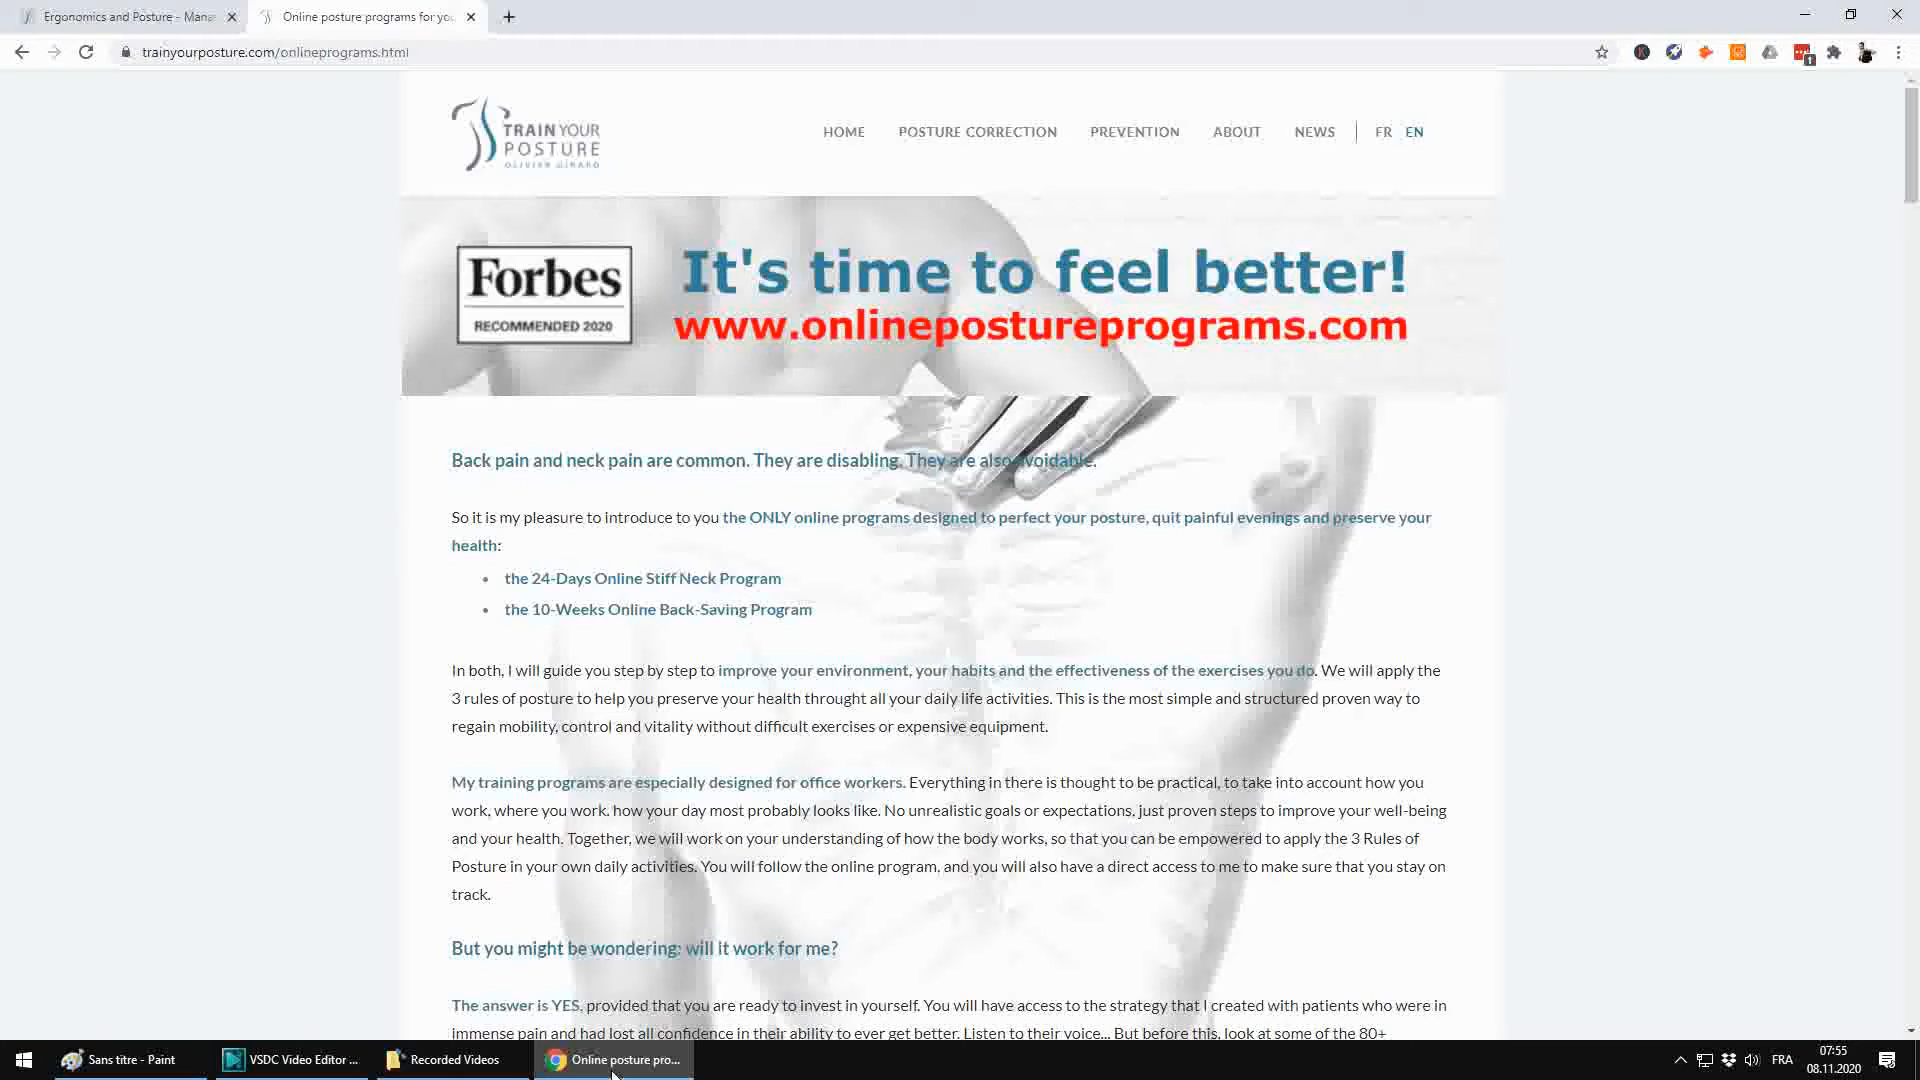 Ergonomics and Posture - Mana
Online posture programs for you
trainyourposture.com/onlineprograms.html
1
TRAIN YOUR
POSTURE
OLIVIER GIRARD
HOME POSTURE CORRECTION PREVENTION ABOUT NEWS FR EN
Forbes
RECOMMENDED 2020
It's time to feel better!
www.onlinepostureprograms.com
Back pain and neck pain are common. They are disabling. They are also avoidable.
So it is my pleasure to introduce to you the ONLY online programs designed to perfect your posture, quit painful evenings and preserve your
health:
• the 24-Days Online Stiff Neck Program
• the 10-Weeks Online Back-Saving Program
In both, I will guide you step by step to improve your environment, your habits and the effectiveness of the exercises you do. We will apply the
3 rules of posture to help you preserve your health throught all your daily life activities. This is the most simple and structured proven way to
regain mobility, control and vitality without difficult exercises or expensive equipment.
My training programs are especially designed for office workers. Everything in there is thought to be practical, to take into account how you
work, where you work. how your day most probably looks like. No unrealistic goals or expectations, just proven steps to improve your well-being
and your health. Together, we will work on your understanding of how the body works, so that you can be empowered to apply the 3 Rules of
Posture in your own daily activities. You will follow the online program, and you will also have a direct access to me to make sure that you stay on
track.
But you might be wondering: will it work for me?
The answer is YES, provided that you are ready to invest in yourself. You will have access to the strategy that I created with patients who were in
immense pain and had lost all confidence in their ability to ever get better. Listen to their voice... But before this, look at some of the 80+
Sans titre - Paint
VSDC Video Editor ...
Recorded Videos
Online posture pro...
FRA
07:55
08.11.2020